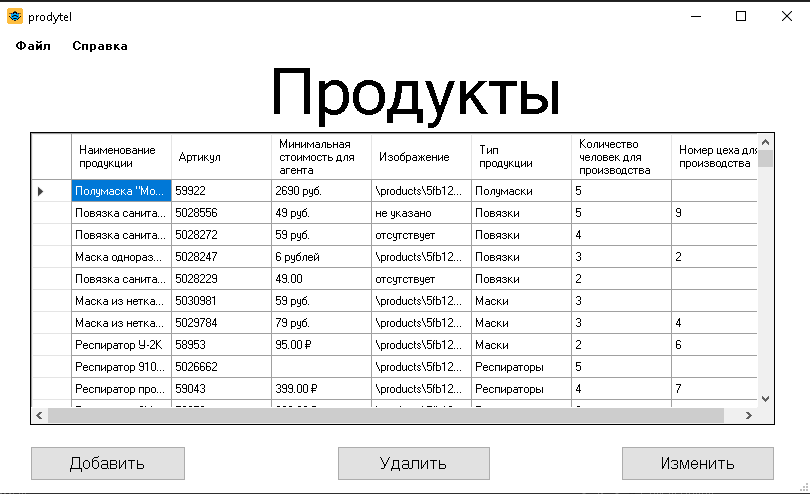 prodytel
Файл Справка
Продукты
Наименование продукции Артикул Минимальная стоимость для агента Изображение Тип продукции Количество человек для производства Номер цеха для производства
Полумаска "Мо... 59922 2690 руб. \products\5fb12... Полумаски 5
Повязка санита... 5028556 49 руб. не указано Повязки 5 9
Повязка санита... 5028272 59 руб. отсутствует Повязки 4
Маска однораз... 5028247 6 рублей \products\5fb12... Повязки 3 2
Повязка санита... 5028229 49.00 отсутствует Повязки 2
Маска из нетка... 5030981 59 руб. \products\5fb12... Маски 3
Маска из нетка... 5029784 79 руб. \products\5fb12... Маски 3 4
Респиратор У-2К 58953 95.00 ₽ \products\5fb12... Маски 2 6
Респиратор 910... 5026662 \products\5fb12... Респираторы 5
Респиратор про... 59043 399.00 ₽ \products\5fb12... Респираторы 4 7
Добавить Удалить Изменить